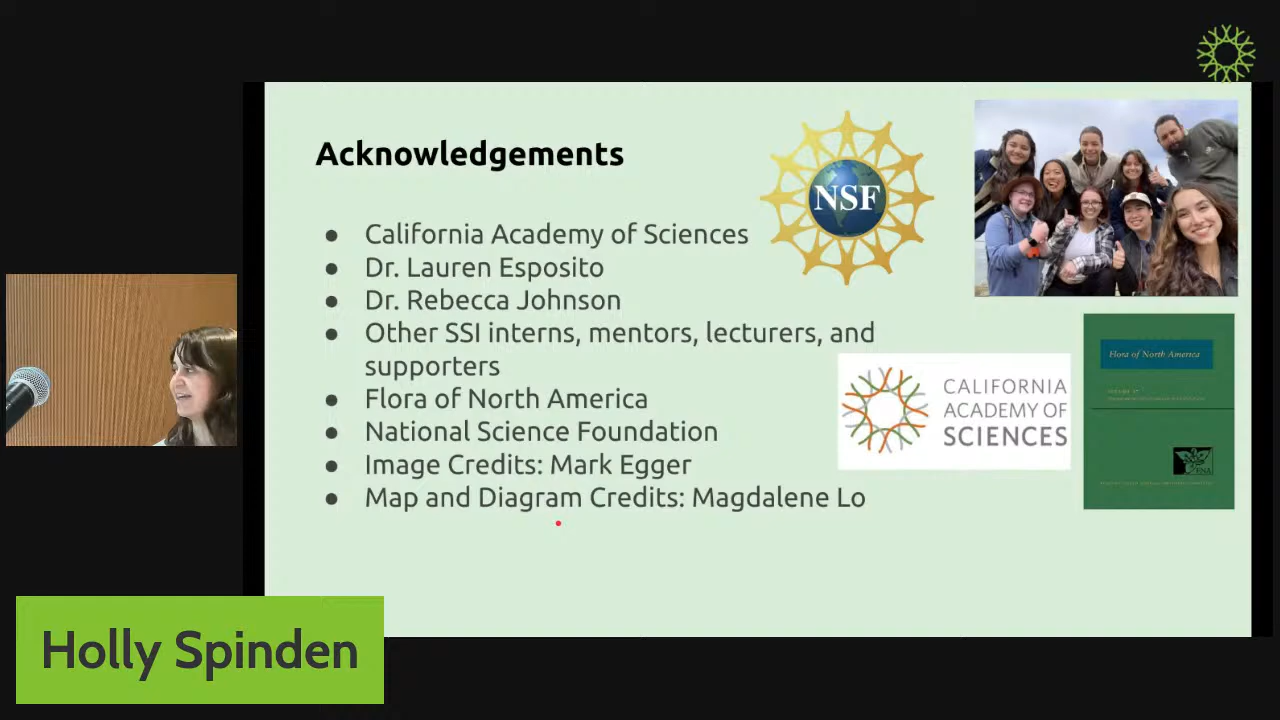 Acknowledgements
● California Academy of Sciences
● Dr. Lauren Esposito
● Dr. Rebecca Johnson
● Other SSI interns, mentors, lecturers, and
supporters
● Flora of North America
● National Science Foundation
● Image Credits: Mark Egger
● Map and Diagram Credits: Magdalene Lo
NSF
CALIFORNIA
ACADEMY OF
SCIENCES
Flora of North America
FNA
Holly Spinden